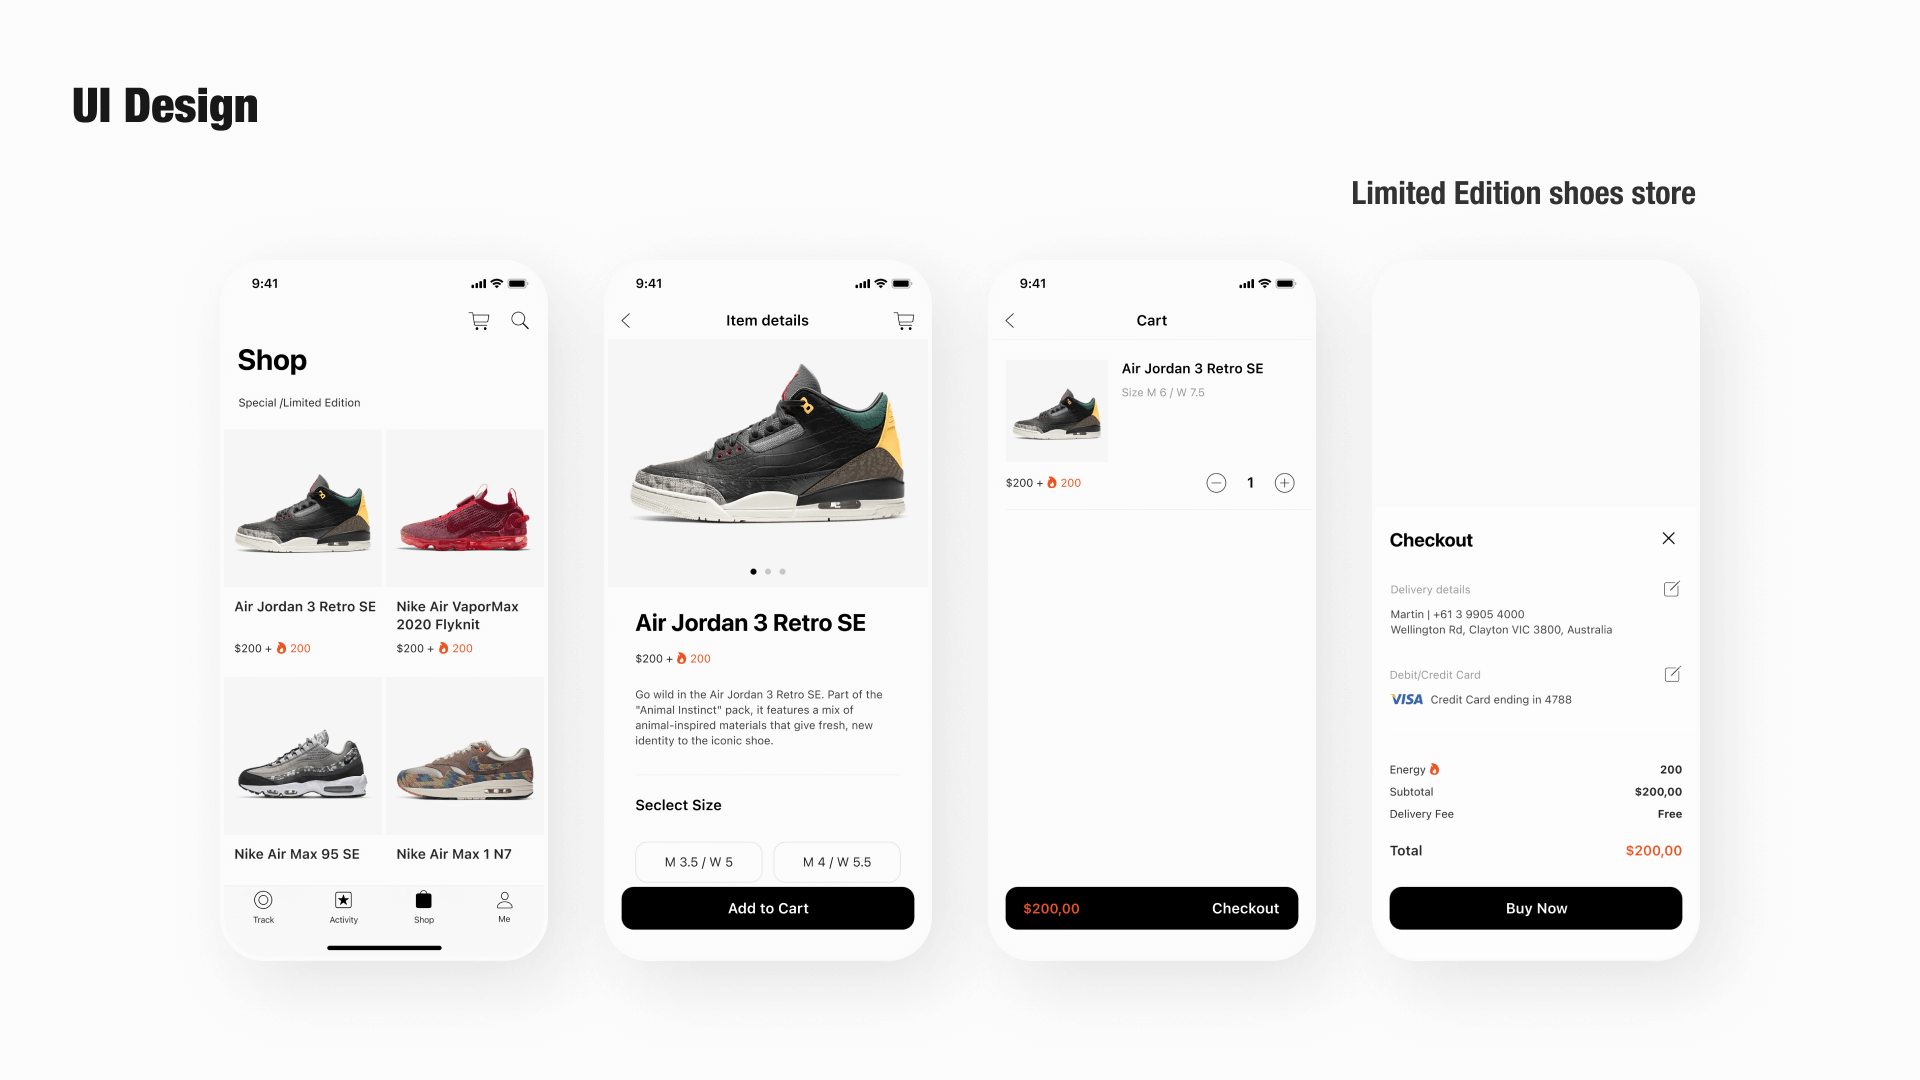 UI Design
Limited Edition shoes store
9:41
Shop
Special /Limited Edition
Air Jordan 3 Retro SE
$200 + 200
Nike Air VaporMax
2020 Flyknit
$200 + 200
Nike Air Max 95 SE
Nike Air Max 1 N7
Track
Activity
Shop
Me
9:41
Item details
Air Jordan 3 Retro SE
$200 + 200
Go wild in the Air Jordan 3 Retro SE. Part of the
"Animal Instinct" pack, it features a mix of
animal-inspired materials that give fresh, new
identity to the iconic shoe.
Seclect Size
M 3.5 / W 5
M 4 / W 5.5
Add to Cart
9:41
Cart
Air Jordan 3 Retro SE
Size M 6 / W 7.5
$200 + 200
1
$200,00
Checkout
Checkout
Delivery details
Martin | +61 3 9905 4000
Wellington Rd, Clayton VIC 3800, Australia
Debit/Credit Card
VISA Credit Card ending in 4788
Energy 200
Subtotal $200,00
Delivery Fee Free
Total $200,00
Buy Now